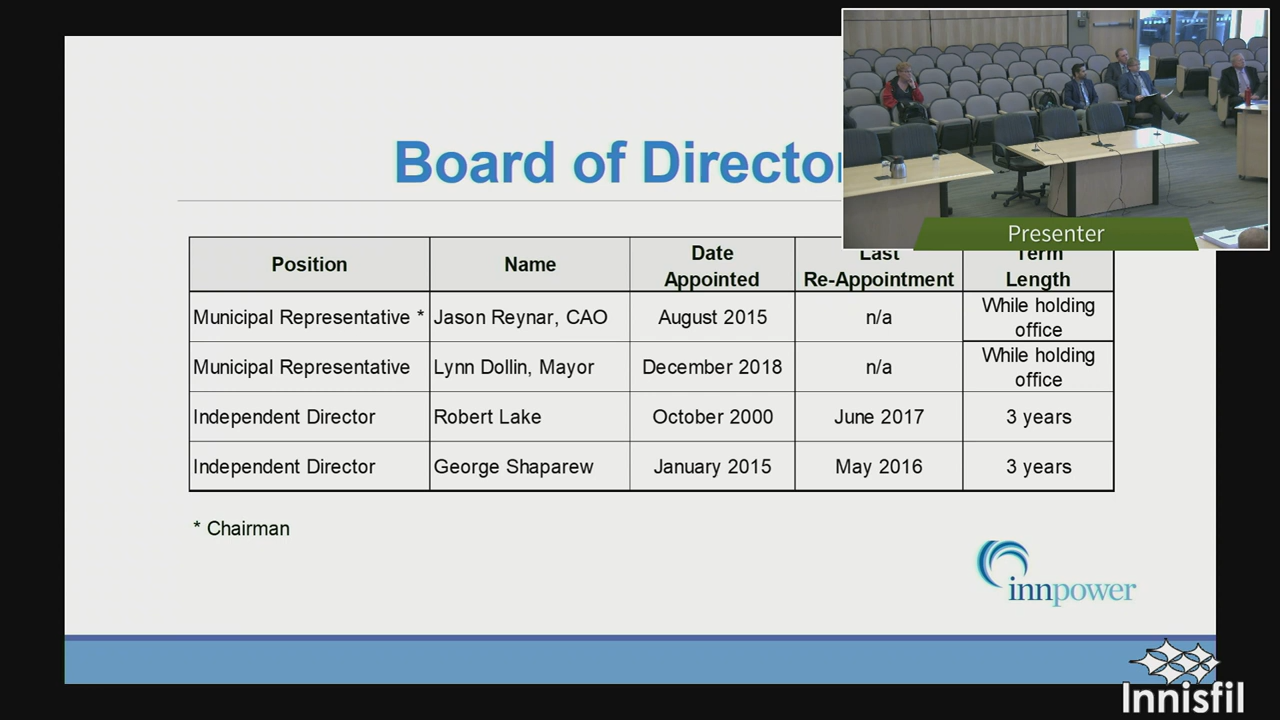 Board of Directo
Presenter
Position Name Date Appointed Last Re-Appointment Term Length
Municipal Representative * Jason Reynar, CAO August 2015 n/a While holding office
Municipal Representative Lynn Dollin, Mayor December 2018 n/a While holding office
Independent Director Robert Lake October 2000 June 2017 3 years
Independent Director George Shaparew January 2015 May 2016 3 years
* Chairman
innpower
Innisfil